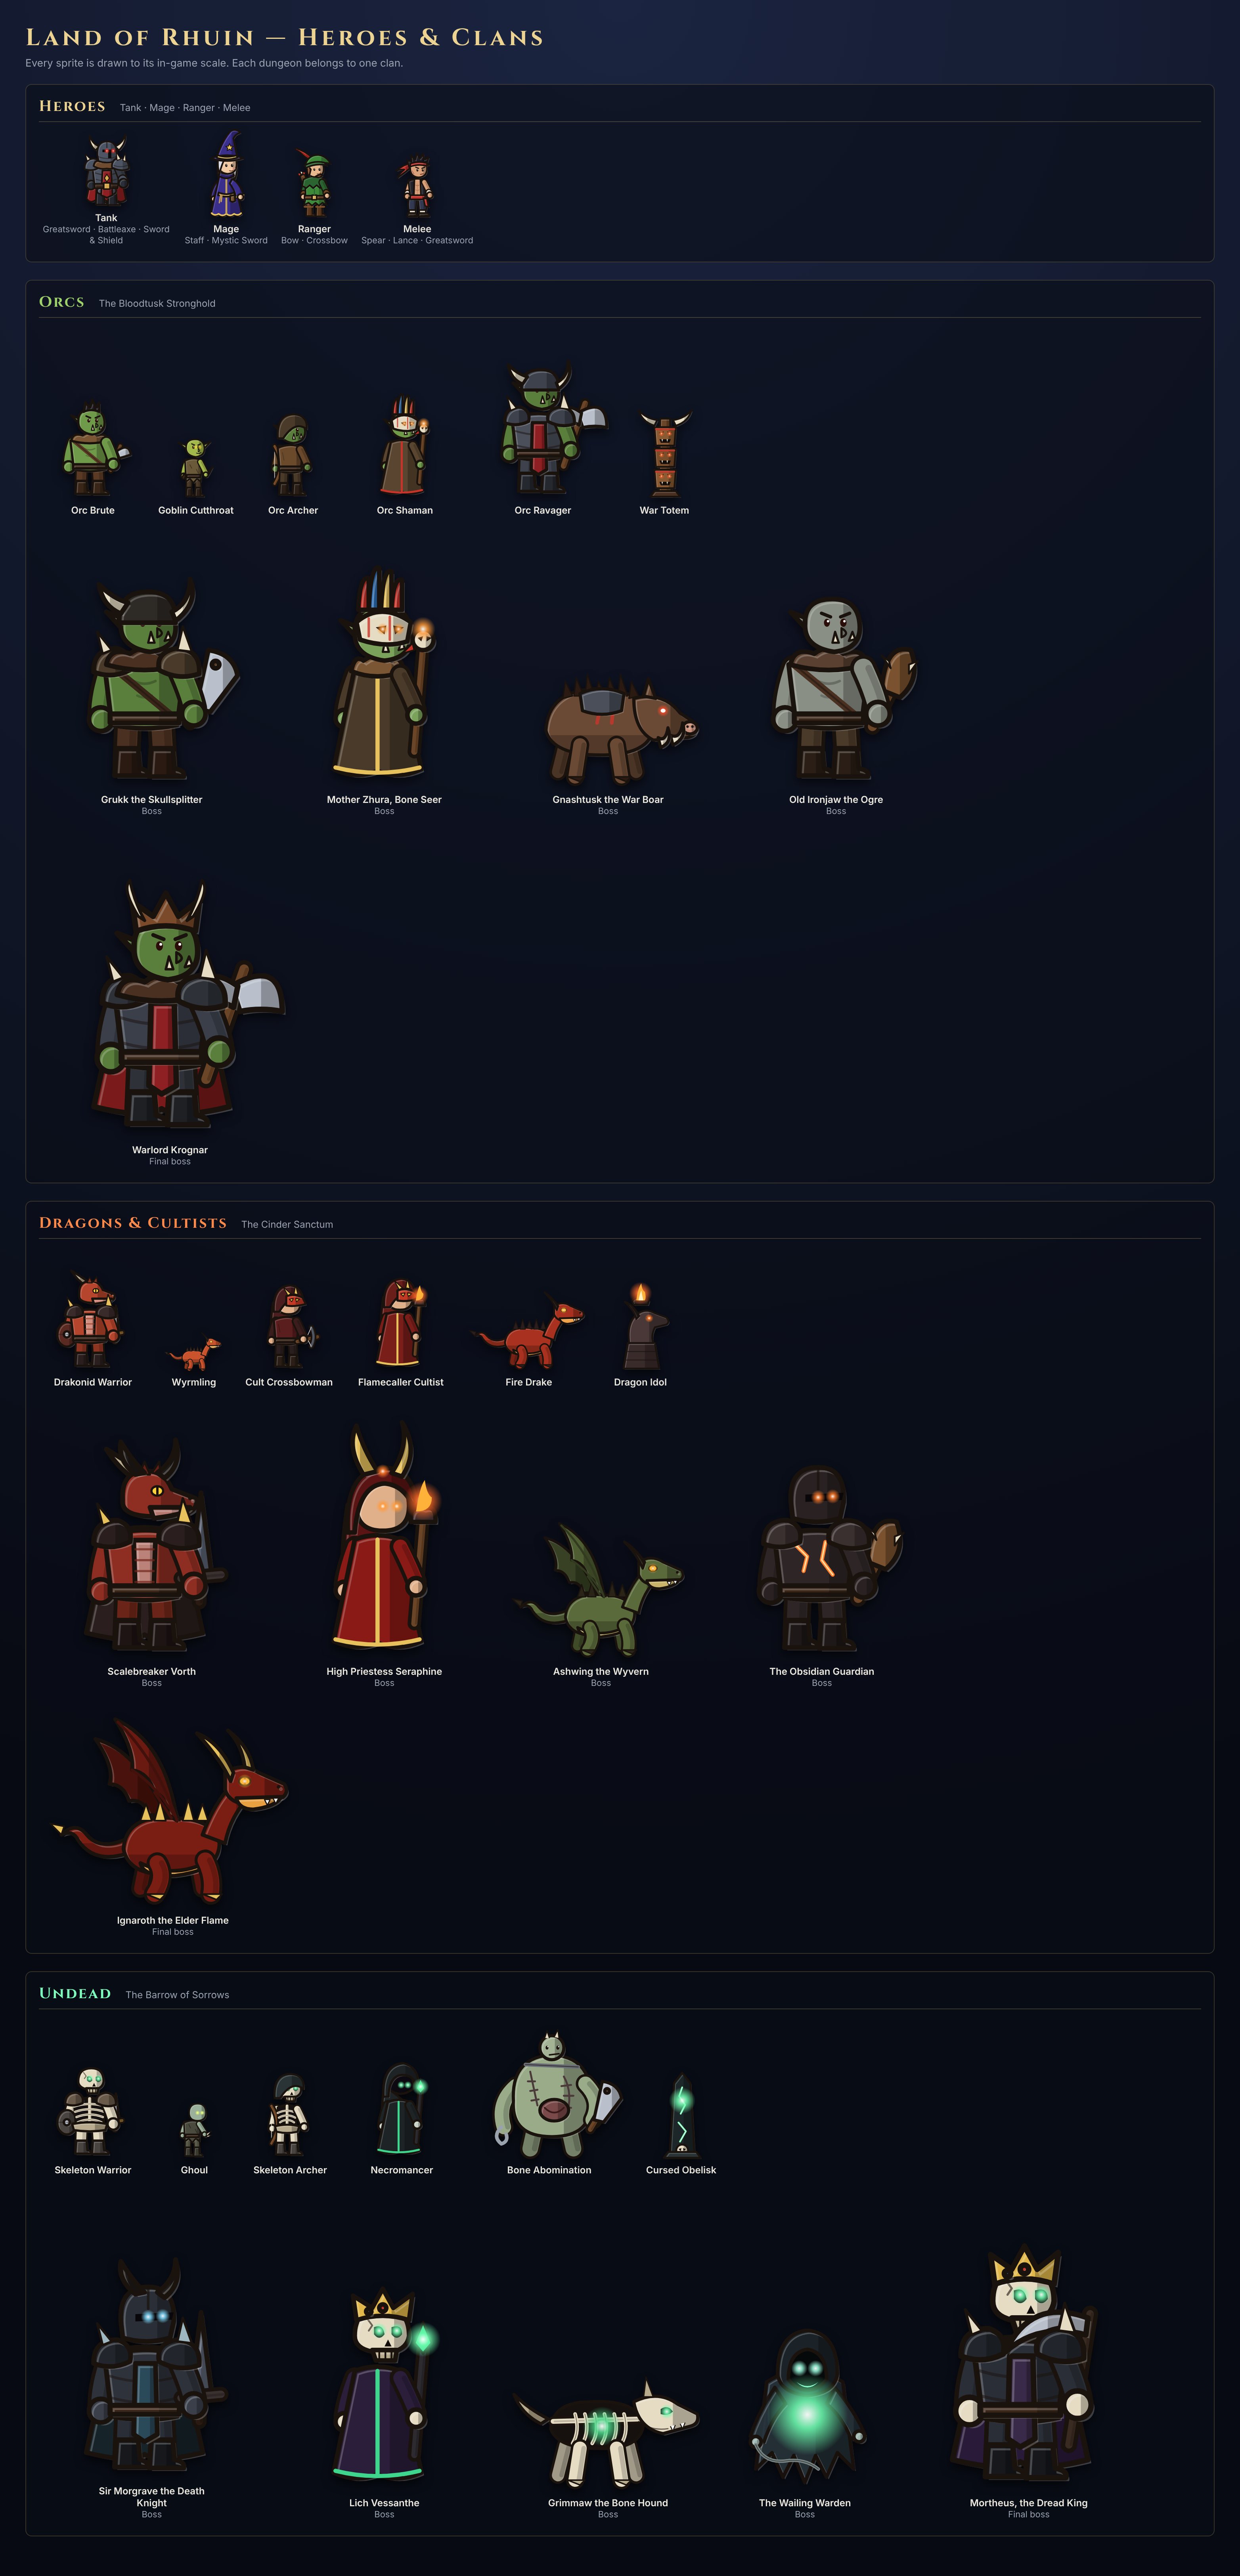 Land of Rhuin — Heroes & Clans
Every sprite is drawn to its in-game scale. Each dungeon belongs to one clan.
Heroes Tank · Mage · Ranger · Melee
Tank
Greatsword · Battleaxe · Sword
& Shield
Mage
Staff · Mystic Sword
Ranger
Bow · Crossbow
Melee
Spear · Lance · Greatsword
Orcs The Bloodtusk Stronghold
Orc Brute
Goblin Cutthroat
Orc Archer
Orc Shaman
Orc Ravager
War Totem
Grukk the Skullsplitter
Boss
Mother Zhura, Bone Seer
Boss
Gnashtusk the War Boar
Boss
Old Ironjaw the Ogre
Boss
Warlord Krognar
Final boss
Dragons & Cultists The Cinder Sanctum
Drakonid Warrior
Wyrmling
Cult Crossbowman
Flamecaller Cultist
Fire Drake
Dragon Idol
Scalebreaker Vorth
Boss
High Priestess Seraphine
Boss
Ashwing the Wyvern
Boss
The Obsidian Guardian
Boss
Ignaroth the Elder Flame
Final boss
Undead The Barrow of Sorrows
Skeleton Warrior
Ghoul
Skeleton Archer
Necromancer
Bone Abomination
Cursed Obelisk
Sir Morgrave the Death
Knight
Boss
Lich Vessanthe
Boss
Grimmaw the Bone Hound
Boss
The Wailing Warden
Boss
Mortheus, the Dread King
Final boss